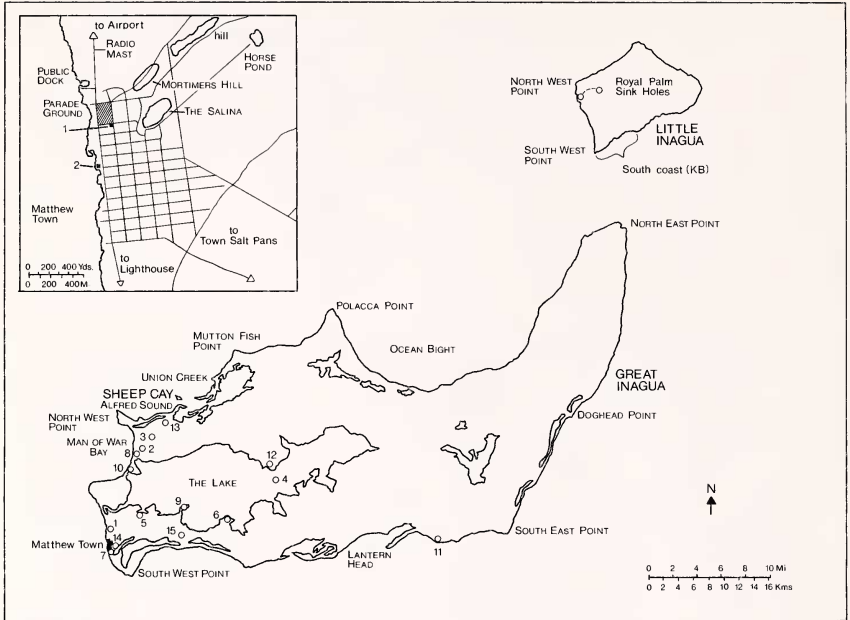 to Airport
RADIO
MAST
hill
HORSE
POND
PUBLIC
DOCK
MORTIMERS HILL
PARADE
GROUND
THE SALINA
1
2
Matthew
Town
to
Town Salt Pans
to
Lighthouse
0 200 400 Yds.
0 200 400 M.
NORTH WEST
POINT
Royal Palm
Sink Holes
LITTLE
INAGUA
SOUTH WEST
POINT
South coast (KB)
NORTH EAST POINT
POLACCA POINT
MUTTON FISH
POINT
OCEAN BIGHT
UNION CREEK
GREAT
INAGUA
SHEEP CAY
ALFRED SOUND
DOGHEAD POINT
NORTH WEST
POINT
13
3
MAN OF WAR
BAY
2
8
12
10
THE LAKE
4
N
9
5
6
1
15
SOUTH EAST POINT
Matthew Town
14
7
11
LANTERN
HEAD
SOUTH WEST POINT
0 2 4 6 8 10 Mi
0 2 4 6 8 10 12 14 16 Kms